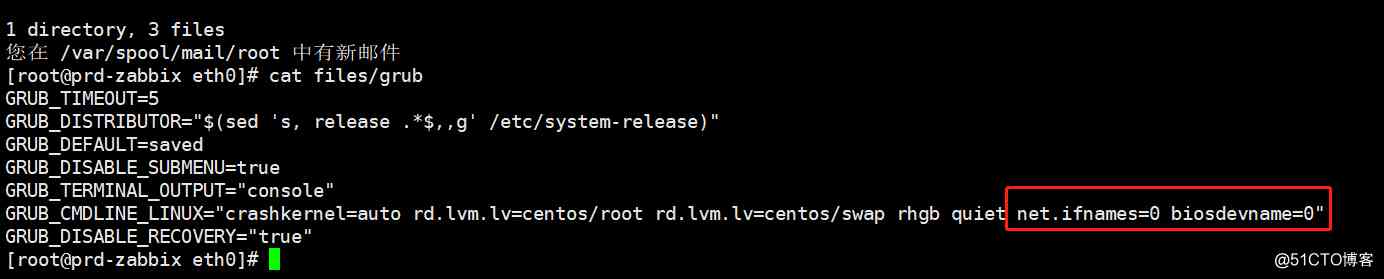 1 directory, 3 files
您在 /var/spool/mail/root 中有新邮件
[root@prd-zabbix eth0]# cat files/grub
GRUB_TIMEOUT=5
GRUB_DISTRIBUTOR="$(sed 's, release .*$,,g' /etc/system-release)"
GRUB_DEFAULT=saved
GRUB_DISABLE_SUBMENU=true
GRUB_TERMINAL_OUTPUT="console"
GRUB_CMDLINE_LINUX="crashkernel=auto rd.lvm.lv=centos/root rd.lvm.lv=centos/swap rhgb quiet net.ifnames=0 biosdevname=0"
GRUB_DISABLE_RECOVERY="true"
[root@prd-zabbix eth0]#
@51CTO博客